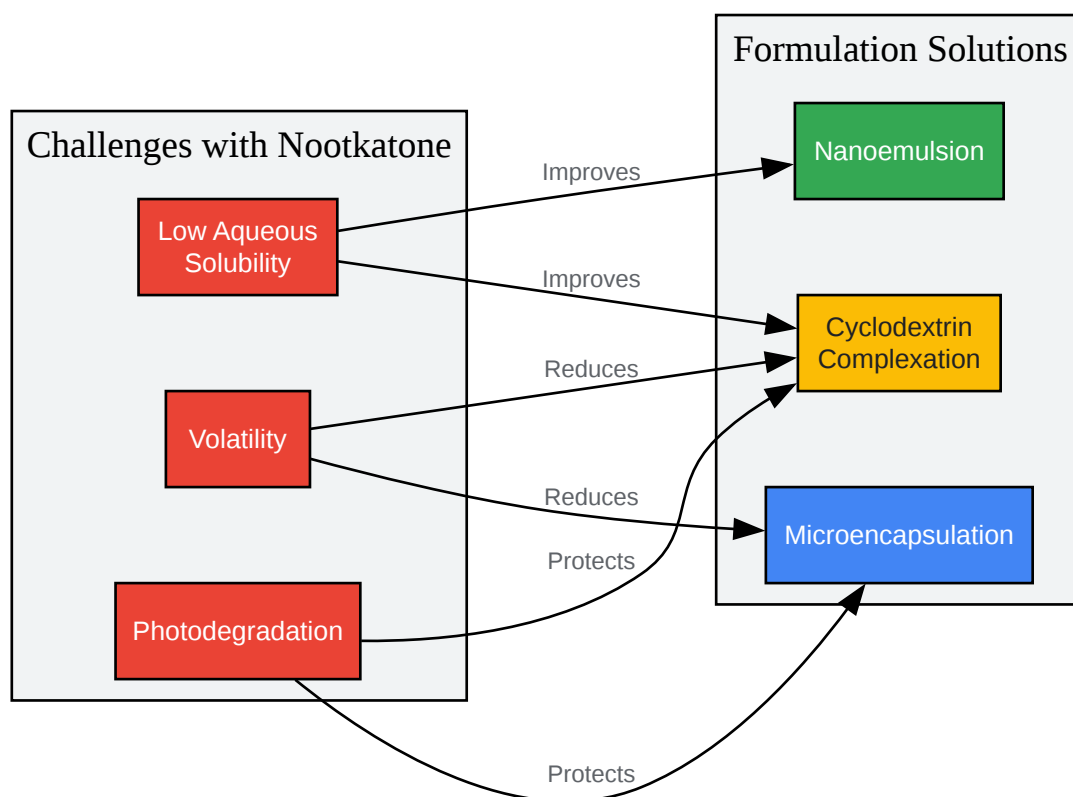 Challenges with Nootkatone
Low Aqueous
Solubility
Volatility
Photodegradation
Improves
Improves
Reduces
Reduces
Protects
Protects
Formulation Solutions
Nanoemulsion
Cyclodextrin
Complexation
Microencapsulation